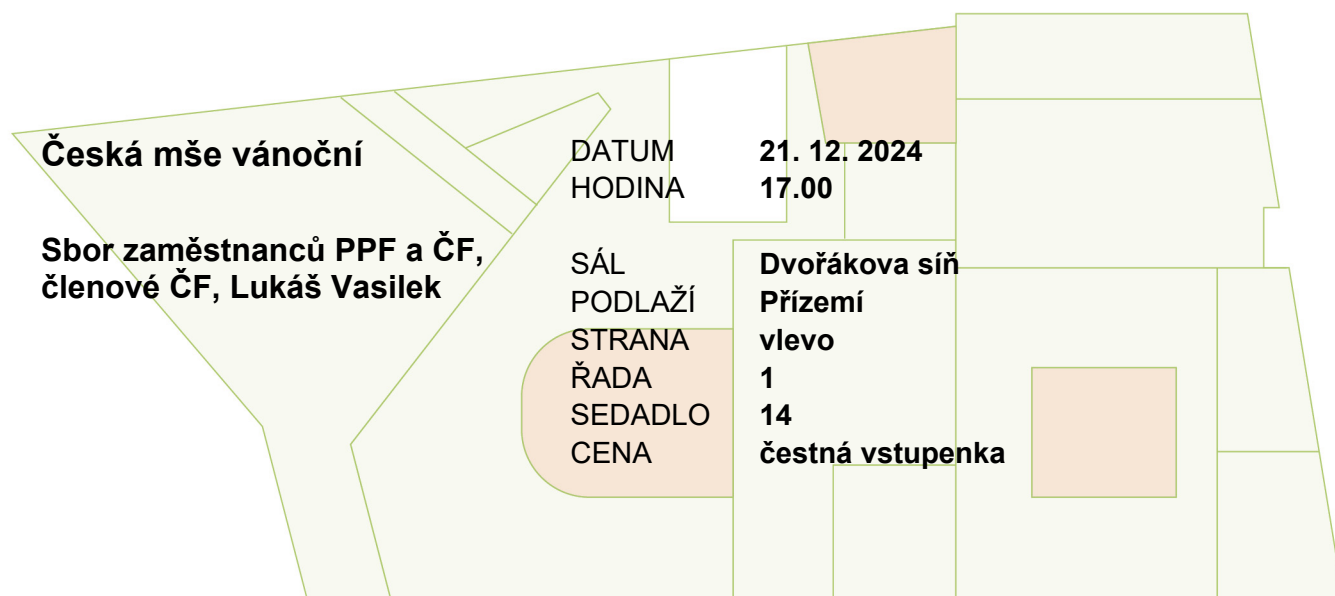 Česká mše vánoční
Sbor zaměstnanců PPF a ČF,
členové ČF, Lukáš Vasilek
DATUM 21. 12. 2024
HODINA 17.00
SÁL Dvořákova síň
PODLAŽÍ Přízemí
STRANA vlevo
ŘADA 1
SEDADLO 14
CENA čestná vstupenka